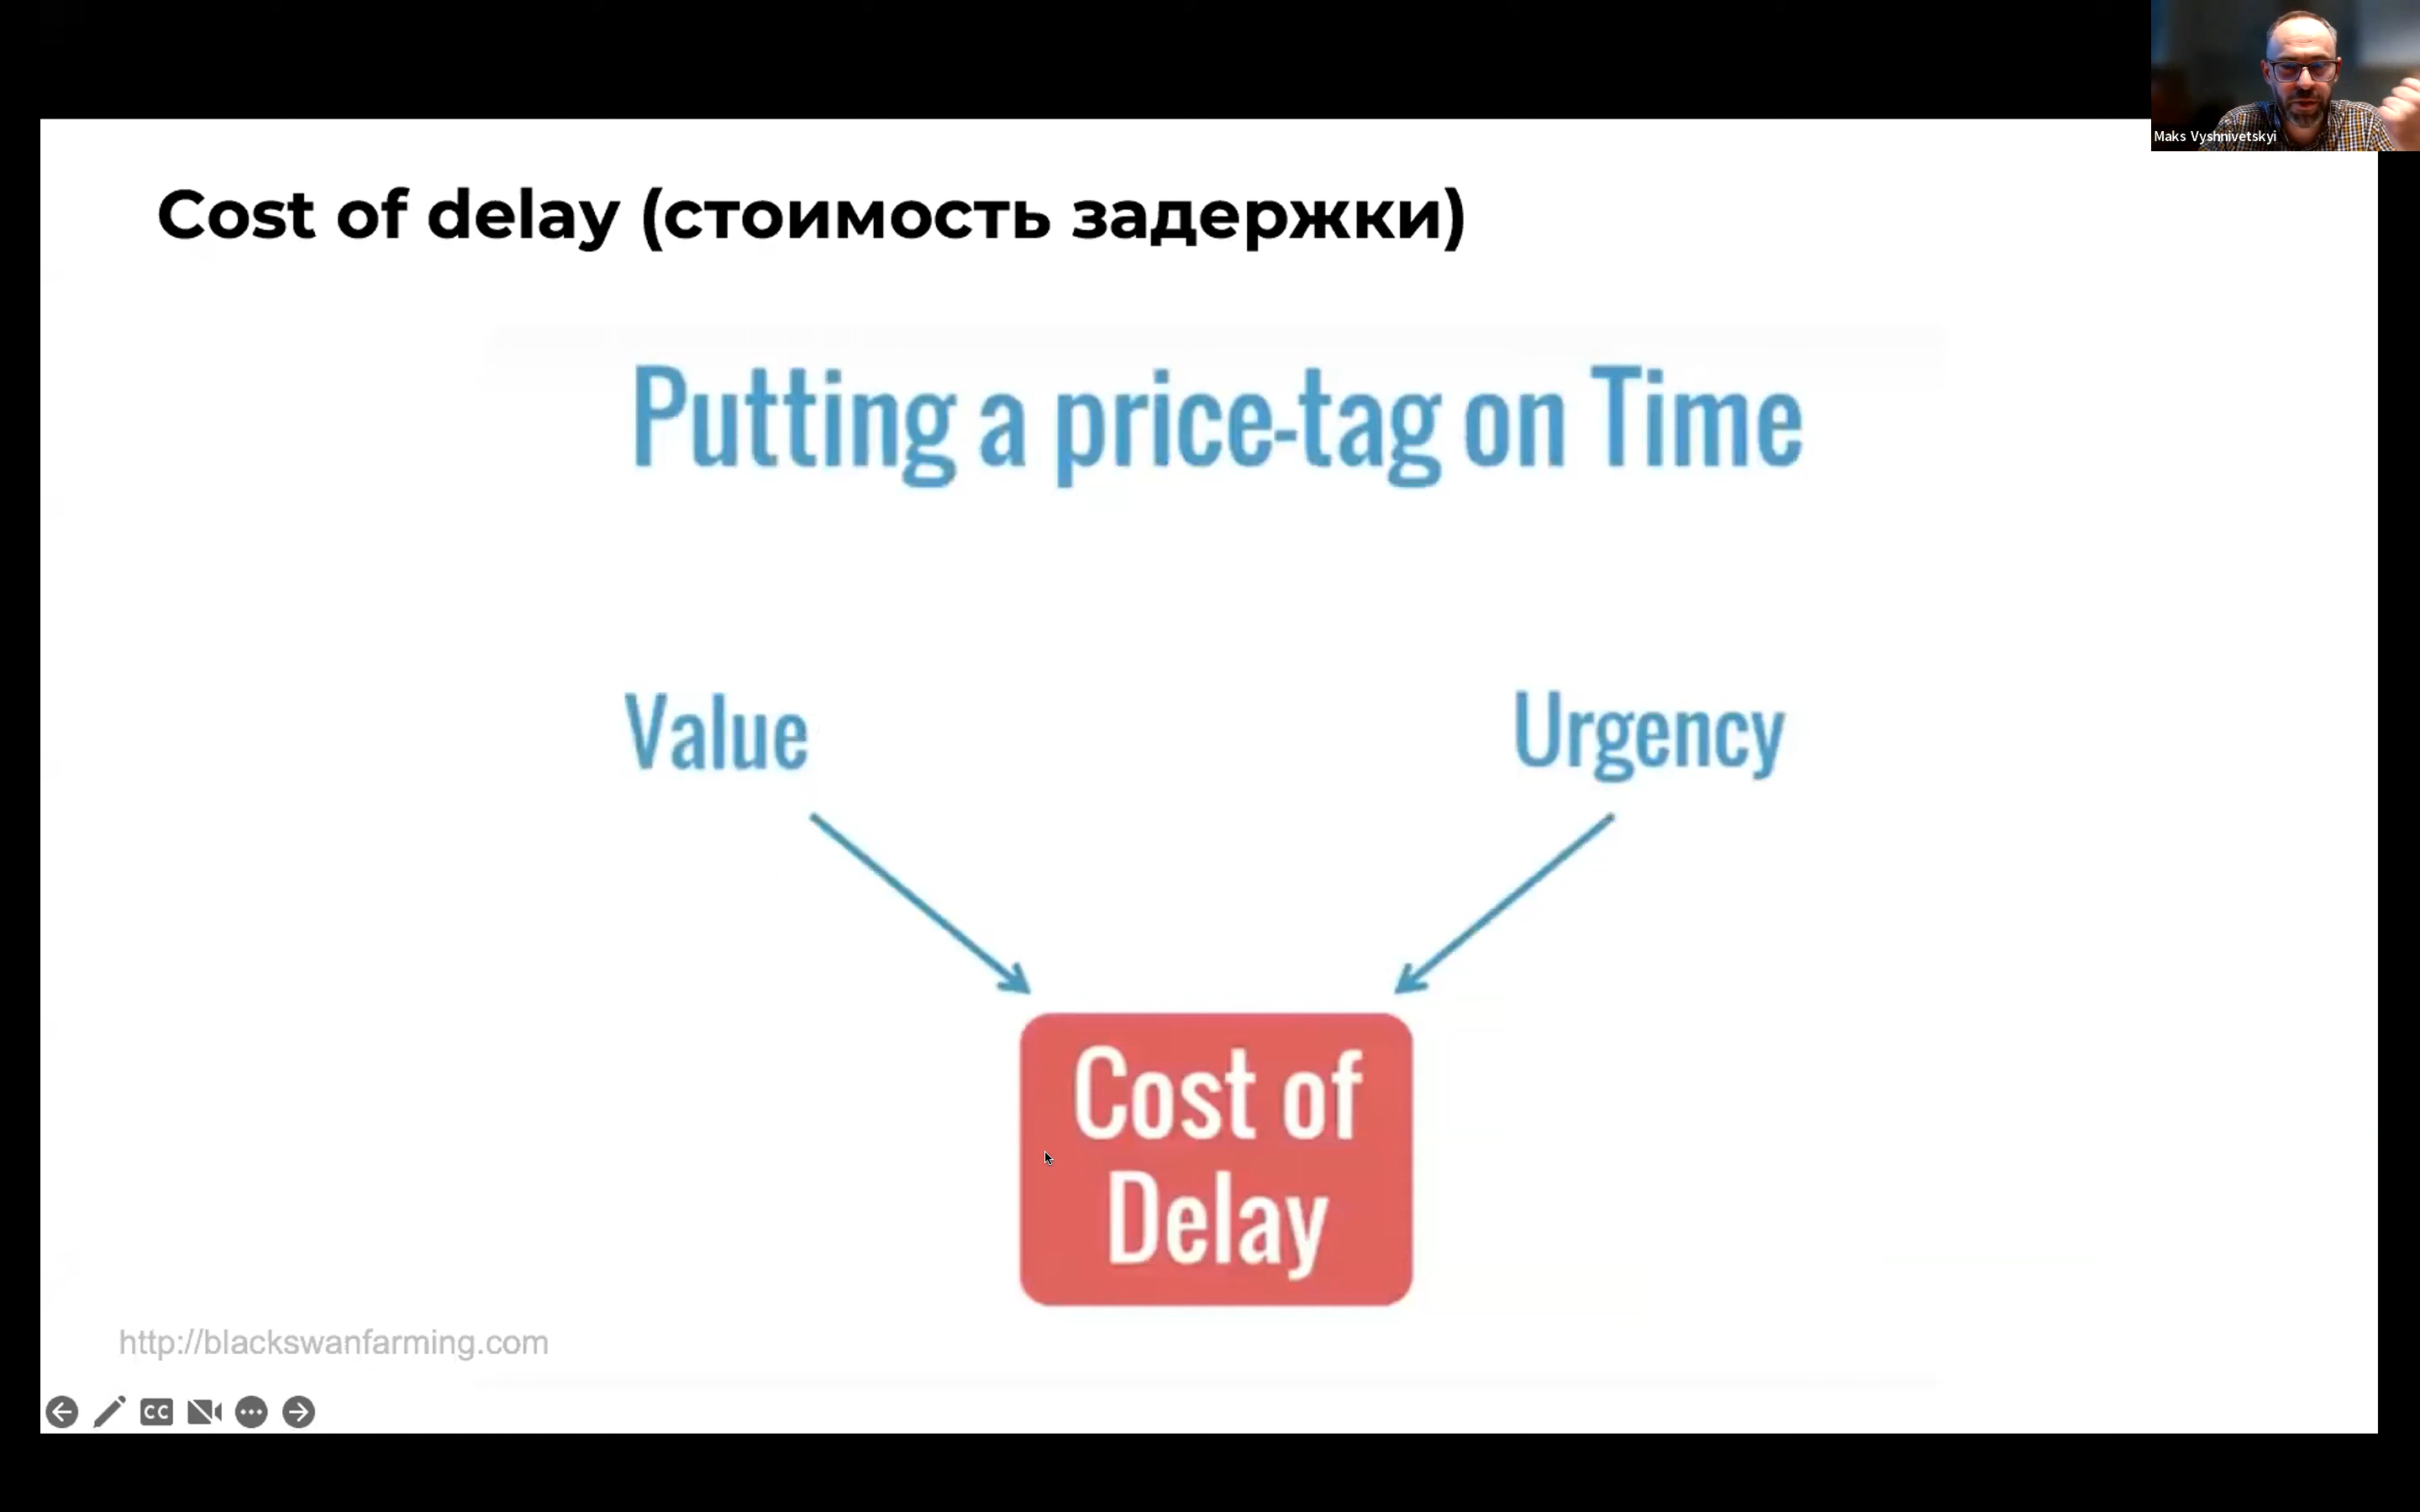 Maks Vyshnivetskyi
Cost of delay (стоимость задержки)
Putting a price-tag on Time
Value
Urgency
Cost of
Delay
http://blackswanfarming.com
CC